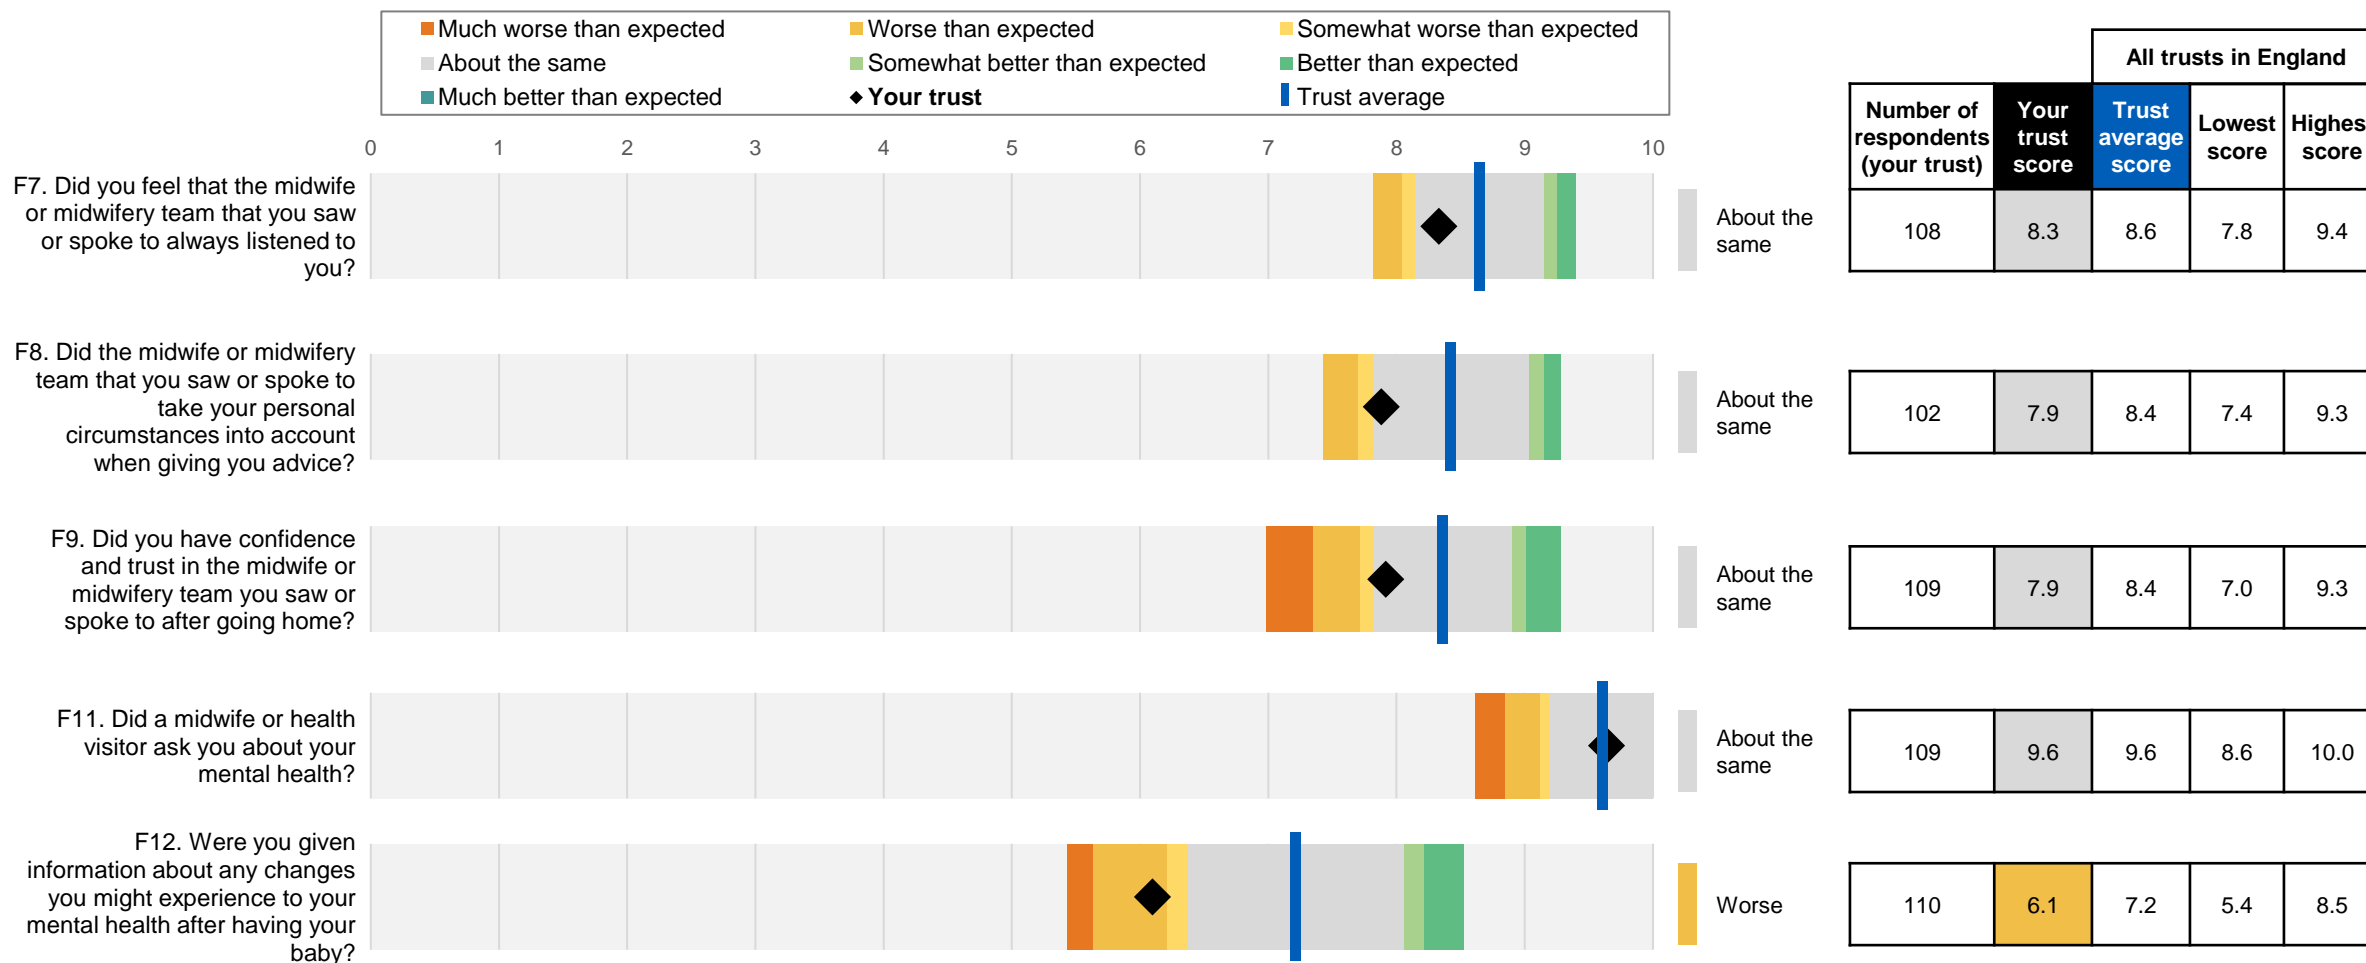 Much worse than expected
Worse than expected
Somewhat worse than expected
About the same
Somewhat better than expected
Better than expected
Much better than expected
Your trust
Trust average
All trusts in England
Number of
respondents
(your trust)
Your
trust
score
Trust
average
score
Lowest
score
Highes
score
0 1 2 3 4 5 6 7 8 9 10
F7. Did you feel that the midwife
or midwifery team that you saw
or spoke to always listened to
you?
About the
same
108 8.3 8.6 7.8 9.4
F8. Did the midwife or midwifery
team that you saw or spoke to
take your personal
circumstances into account
when giving you advice?
About the
same
102 7.9 8.4 7.4 9.3
F9. Did you have confidence
and trust in the midwife or
midwifery team you saw or
spoke to after going home?
About the
same
109 7.9 8.4 7.0 9.3
F11. Did a midwife or health
visitor ask you about your
mental health?
About the
same
109 9.6 9.6 8.6 10.0
F12. Were you given
information about any changes
you might experience to your
mental health after having your
baby?
Worse
110 6.1 7.2 5.4 8.5